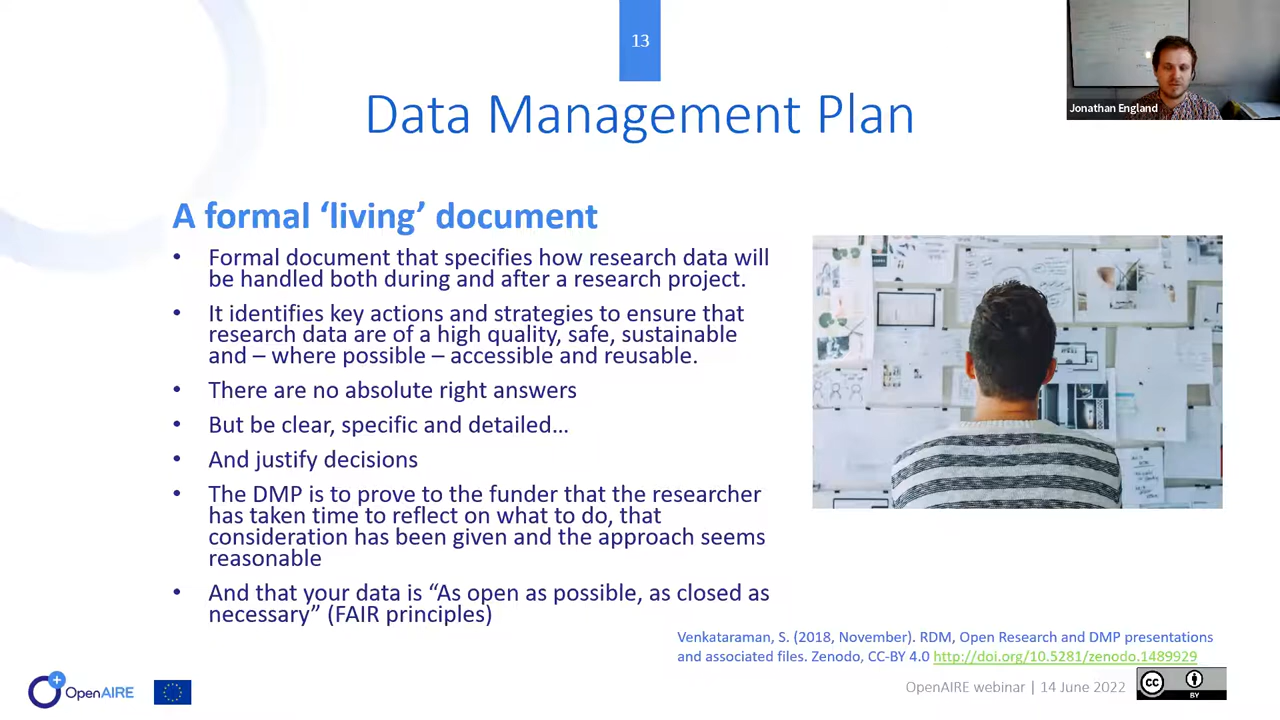 13
Jonathan England
Data Management Plan
A formal ‘living’ document
• Formal document that specifies how research data will
be handled both during and after a research project.
• It identifies key actions and strategies to ensure that
research data are of a high quality, safe, sustainable
and – where possible – accessible and reusable.
• There are no absolute right answers
• But be clear, specific and detailed…
• And justify decisions
• The DMP is to prove to the funder that the researcher
has taken time to reflect on what to do, that
consideration has been given and the approach seems
reasonable
• And that your data is “As open as possible, as closed as
necessary” (FAIR principles)
Venkataraman, S. (2018, November). RDM, Open Research and DMP presentations
and associated files. Zenodo, CC-BY 4.0 http://doi.org/10.5281/zenodo.1489929
OpenAIRE
OpenAIRE webinar | 14 June 2022
cc
BY